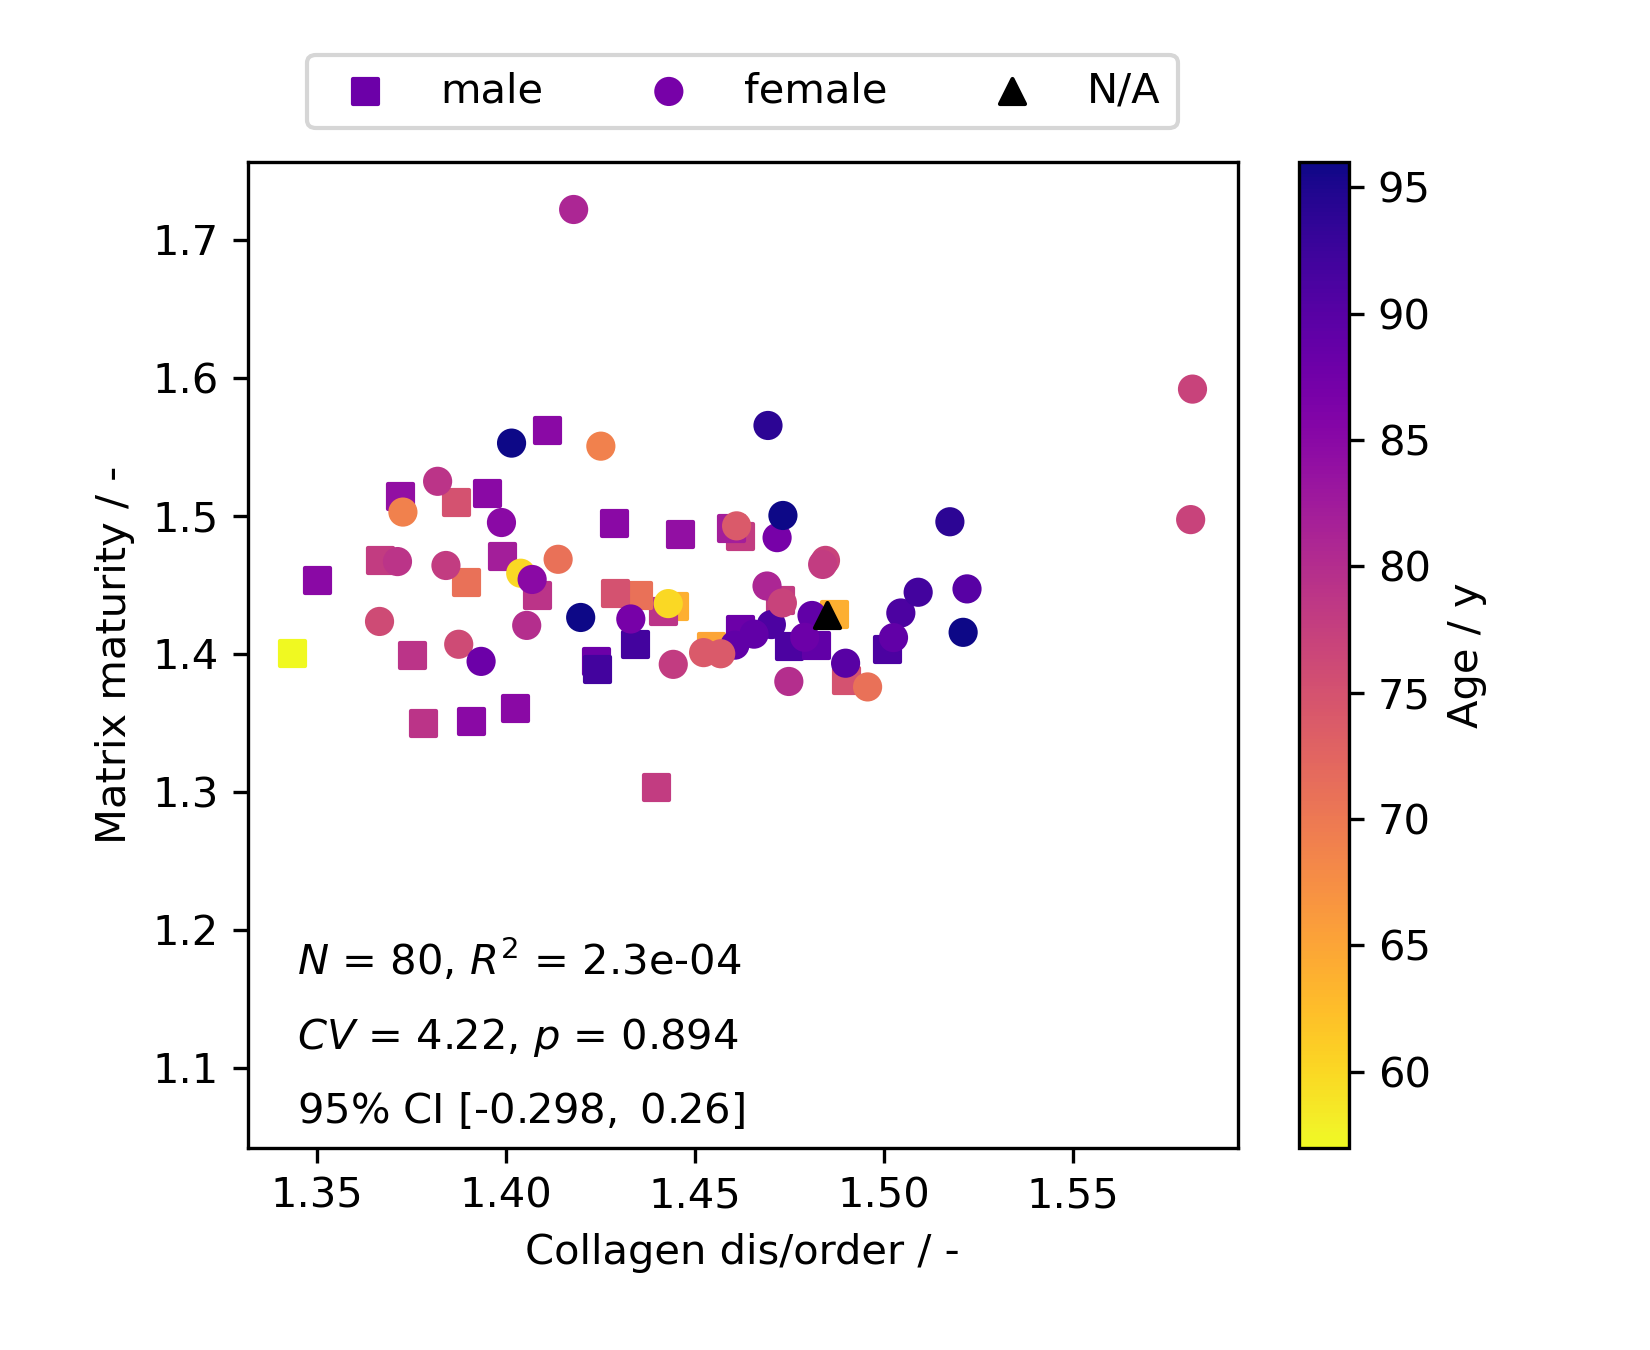 male female N/A
1.7
1.6
1.5
1.4
1.3
1.2
1.1
Matrix maturity / -
N = 80, R² = 2.3e-04
CV = 4.22, p = 0.894
95% CI [-0.298, 0.26]
1.35 1.40 1.45 1.50 1.55
Collagen dis/order / -
95
90
85
80
75
70
65
60
Age / y